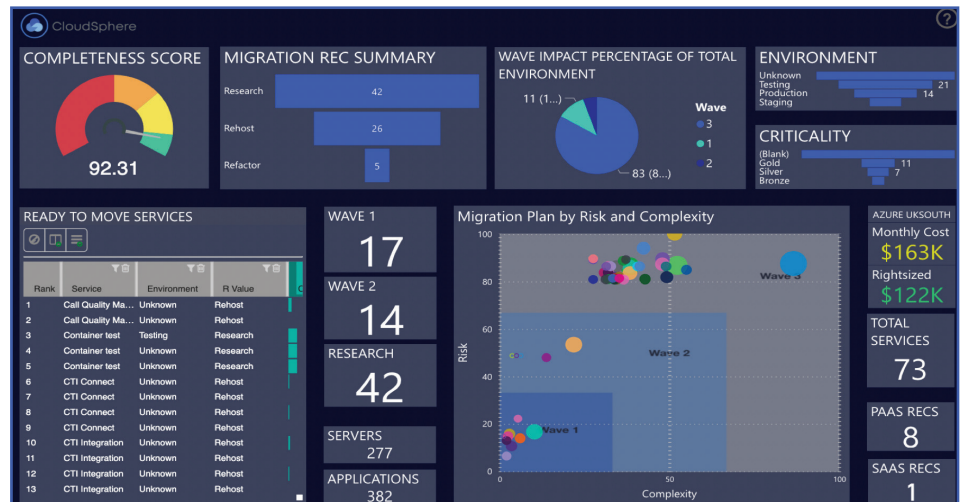 CloudSphere
?
COMPLETENESS SCORE
92.31
MIGRATION REC SUMMARY
Research
42
Rehost
26
Refactor
5
WAVE IMPACT PERCENTAGE OF TOTAL
ENVIRONMENT
11 (1...)
83 (8...)
Wave
3
1
2
ENVIRONMENT
Unknown
Testing 21
Production 14
Staging
CRITICALITY
(Blank)
Gold 11
Silver 7
Bronze
READY TO MOVE SERVICES
Rank Service Environment R Value C
1 Call Quality Ma... Unknown Rehost
2 Call Quality Ma... Unknown Rehost
3 Container test Testing Research
4 Container test Unknown Research
5 Container test Unknown Research
6 CTI Connect Unknown Rehost
7 CTI Connect Unknown Rehost
8 CTI Connect Unknown Rehost
9 CTI Connect Unknown Rehost
10 CTI Integration Unknown Rehost
11 CTI Integration Unknown Rehost
12 CTI Integration Unknown Rehost
13 CTI Integration Unknown Rehost
WAVE 1
17
WAVE 2
14
RESEARCH
42
SERVERS
277
APPLICATIONS
382
Migration Plan by Risk and Complexity
100
80
60
40
20
0
Risk
Wave 3
Wave 2
Wave 1
0 50 100
Complexity
AZURE UKSOUTH
Monthly Cost
$163K
Rightsized
$122K
TOTAL
SERVICES
73
PAAS RECS
8
SAAS RECS
1